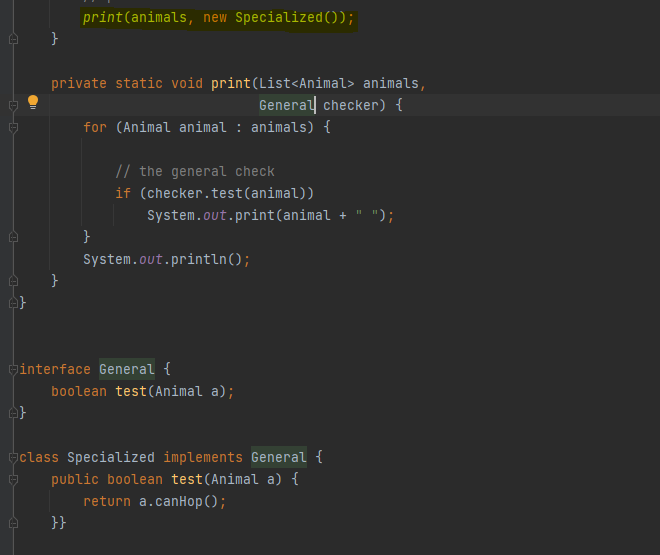 print(animals, new Specialized());
}
private static void print(List<Animal> animals,
General checker) {
for (Animal animal : animals) {
// the general check
if (checker.test(animal))
System.out.print(animal + " ");
}
System.out.println();
}
}
interface General {
boolean test(Animal a);
}
class Specialized implements General {
public boolean test(Animal a) {
return a.canHop();
}}